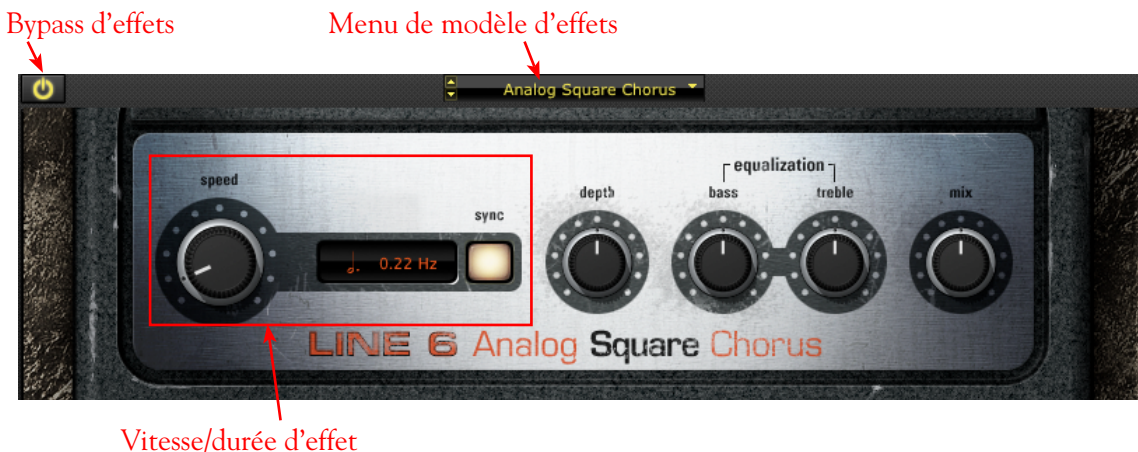 Bypass d'effets
Menu de modèle d'effets
Analog Square Chorus
speed
sync
0.22 Hz
depth
equalization
bass
treble
mix
LINE 6 Analog Square Chorus
Vitesse/durée d'effet